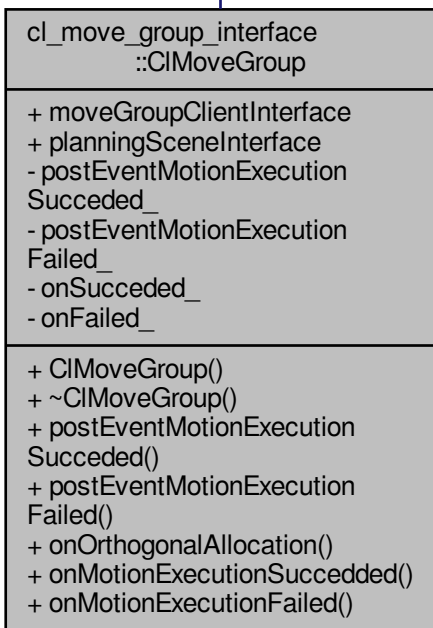 cl_move_group_interface
::ClMoveGroup
+ moveGroupClientInterface
+ planningSceneInterface
- postEventMotionExecution
Succeded_
- postEventMotionExecution
Failed_
- onSucceded_
- onFailed_
+ ClMoveGroup()
+ ~ClMoveGroup()
+ postEventMotionExecution
Succeded()
+ postEventMotionExecution
Failed()
+ onOrthogonalAllocation()
+ onMotionExecutionSuccedded()
+ onMotionExecutionFailed()